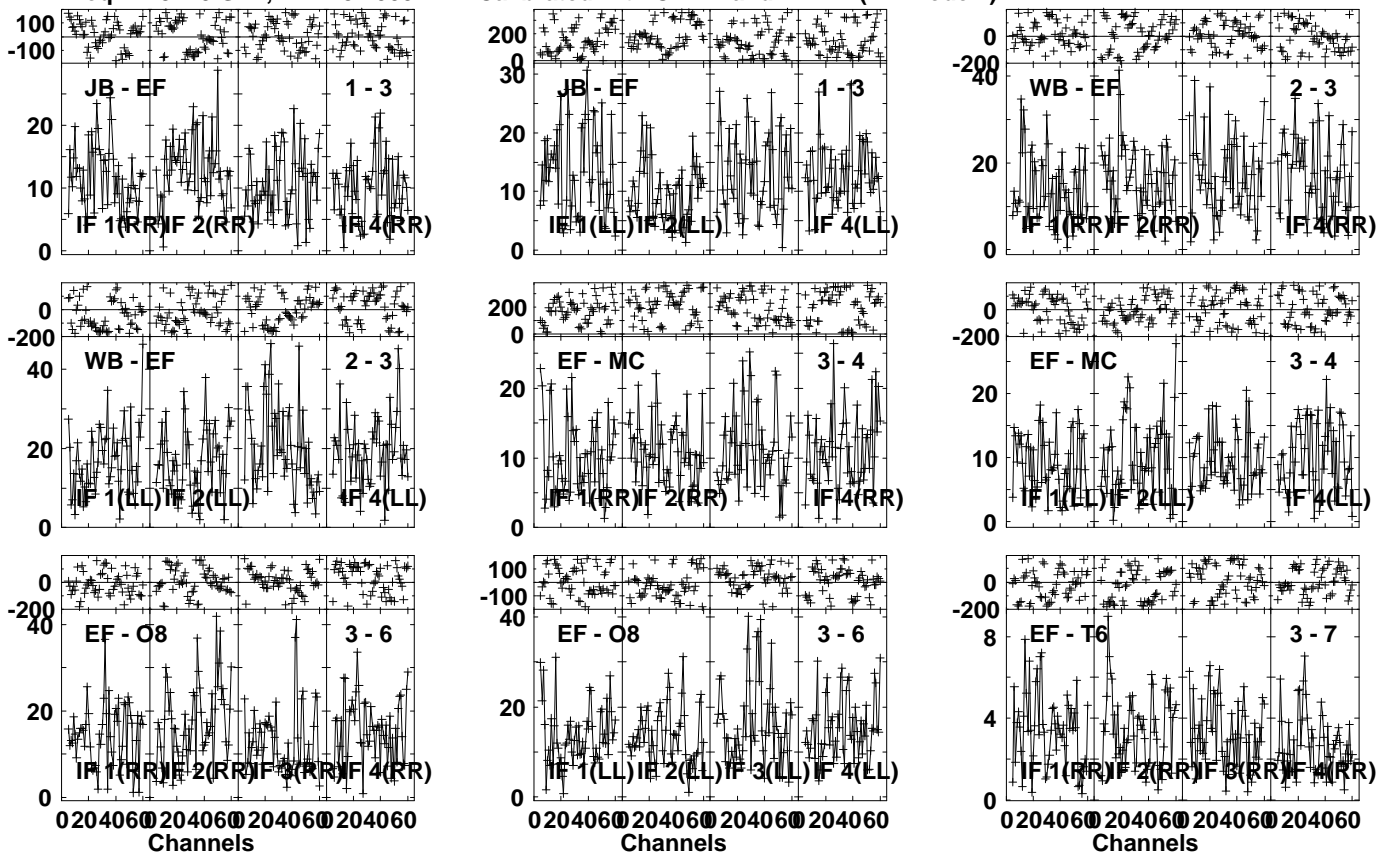 100
-100
JB - EF
1 - 3
20
10
0
IF 1(RR)
IF 2(RR)
IF 4(RR)
200
0
30
JB - EF
1 - 3
20
10
0
IF 1(LL)
IF 2(LL)
IF 4(LL)
0
-200
40
WB - EF
2 - 3
20
0
IF 1(RR)
IF 2(RR)
IF 4(RR)
0
-200
40
WB - EF
2 - 3
20
0
IF 1(LL)
IF 2(LL)
IF 4(LL)
200
0
EF - MC
3 - 4
20
10
0
IF 1(RR)
IF 2(RR)
IF 4(RR)
0
-200
EF - MC
3 - 4
20
10
0
IF 1(LL)
IF 2(LL)
IF 4(LL)
0
-200
40
EF - O8
3 - 6
20
0
IF 1(RR)
IF 2(RR)
IF 3(RR)
IF 4(RR)
0 20 40 60 0 20 40 60 0 20 40 60 0 20 40 60
Channels
100
-100
40
EF - O8
3 - 6
20
0
IF 1(LL)
IF 2(LL)
IF 3(LL)
IF 4(LL)
0 20 40 60 0 20 40 60 0 20 40 60 0 20 40 60
Channels
0
-200
8
EF - T6
3 - 7
4
0
IF 1(RR)
IF 2(RR)
IF 3(RR)
IF 4(RR)
0 20 40 60 0 20 40 60 0 20 40 60 0 20 40 60
Channels